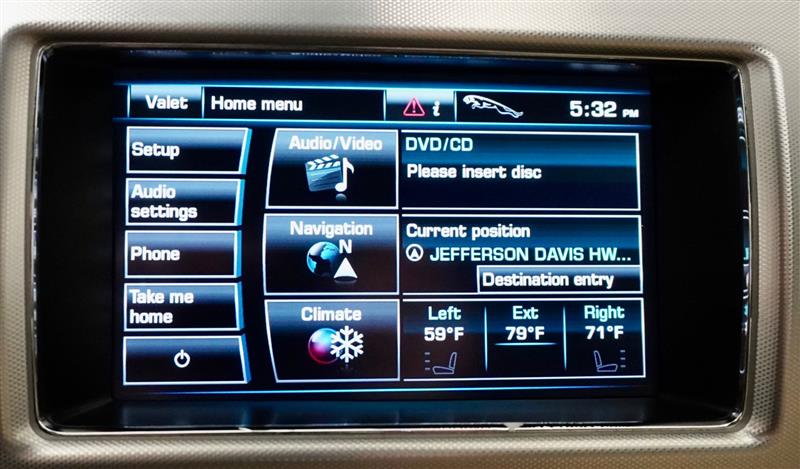 Valet
Home menu
i
5:32 PM
Setup
Audio
settings
Phone
Take me
home
Audio/Video
DVD/CD
Please insert disc
Navigation
N
Current position
JEFFERSON DAVIS HW...
Destination entry
Climate
Left
59°F
Ext
79°F
Right
71°F